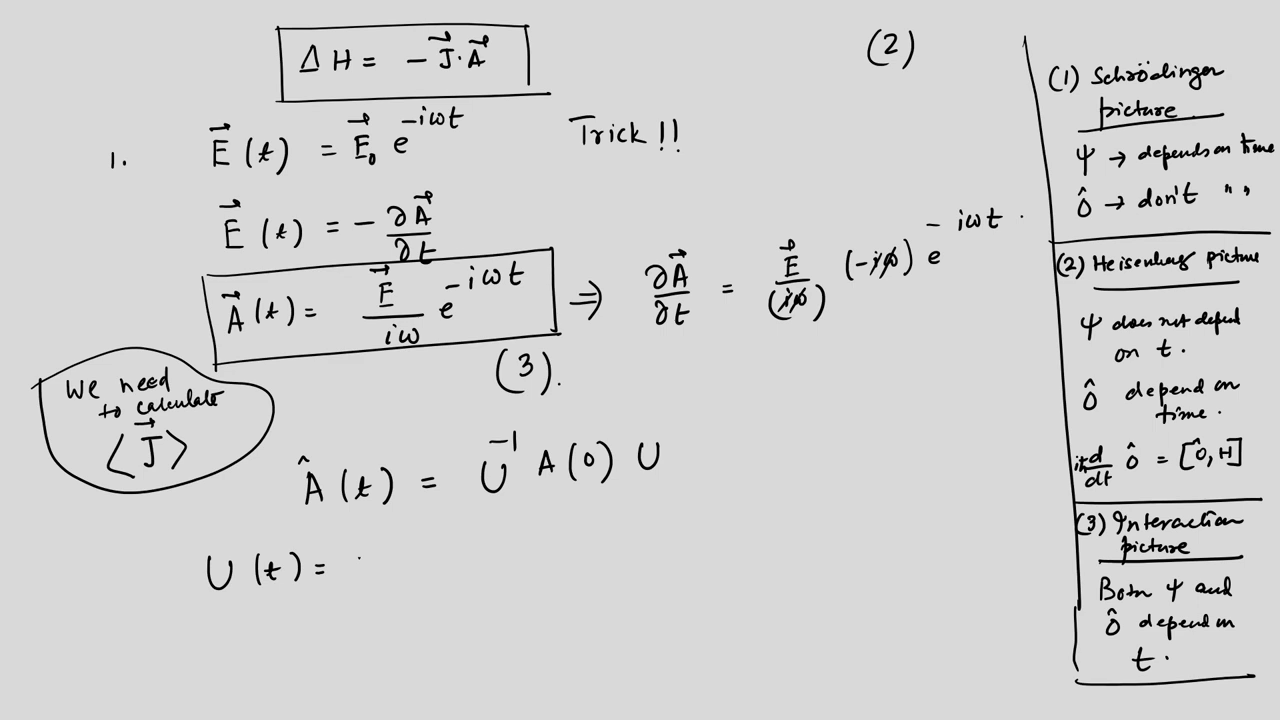 ΔH = - J⃗·A⃗
(2)
1. E⃗(t) = E⃗₀ e^{-iωt} Trick !!
E⃗(t) = - ∂A⃗/∂t
A⃗(t) = E⃗/iω e^{-iωt} ⇒ ∂A⃗/∂t = E⃗/(iω) (-iω) e^{-iωt}.
(3).
We need
to calculate
⟨J⃗⟩
Â(t) = U⁻¹ A(0) U
U(t) =
(1) Schrödinger
picture
ψ → depends on time
Ô → don't " "
(2) Heisenberg picture
ψ does not depend
on t.
Ô depend on
time.
iħ d/dt Ô = [Ô, H]
(3) Interaction
picture
Both ψ and
Ô depend on
t.